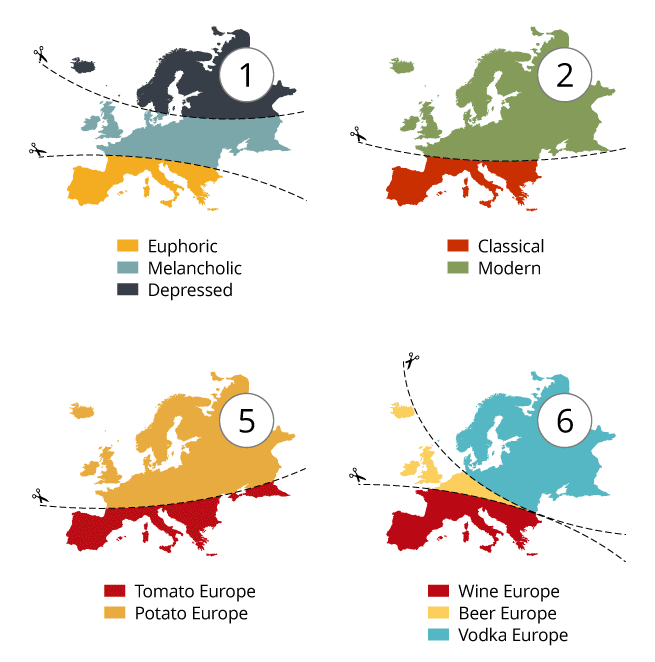 1
Euphoric
Melancholic
Depressed
2
Classical
Modern
5
Tomato Europe
Potato Europe
6
Wine Europe
Beer Europe
Vodka Europe